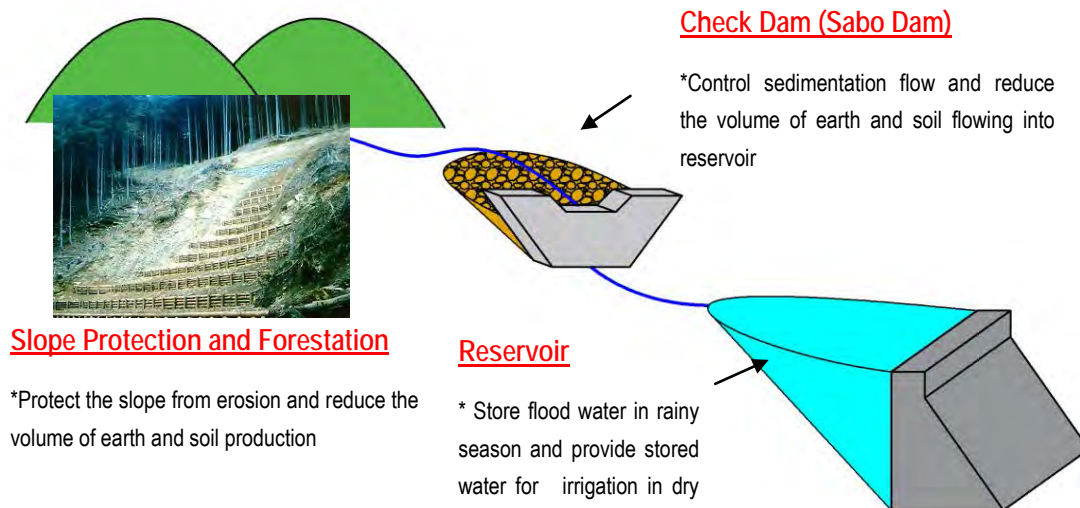 Check Dam (Sabo Dam)
*Control sedimentation flow and reduce
the volume of earth and soil flowing into
reservoir
Slope Protection and Forestation
*Protect the slope from erosion and reduce the
volume of earth and soil production
Reservoir
* Store flood water in rainy
season and provide stored
water for irrigation in dry